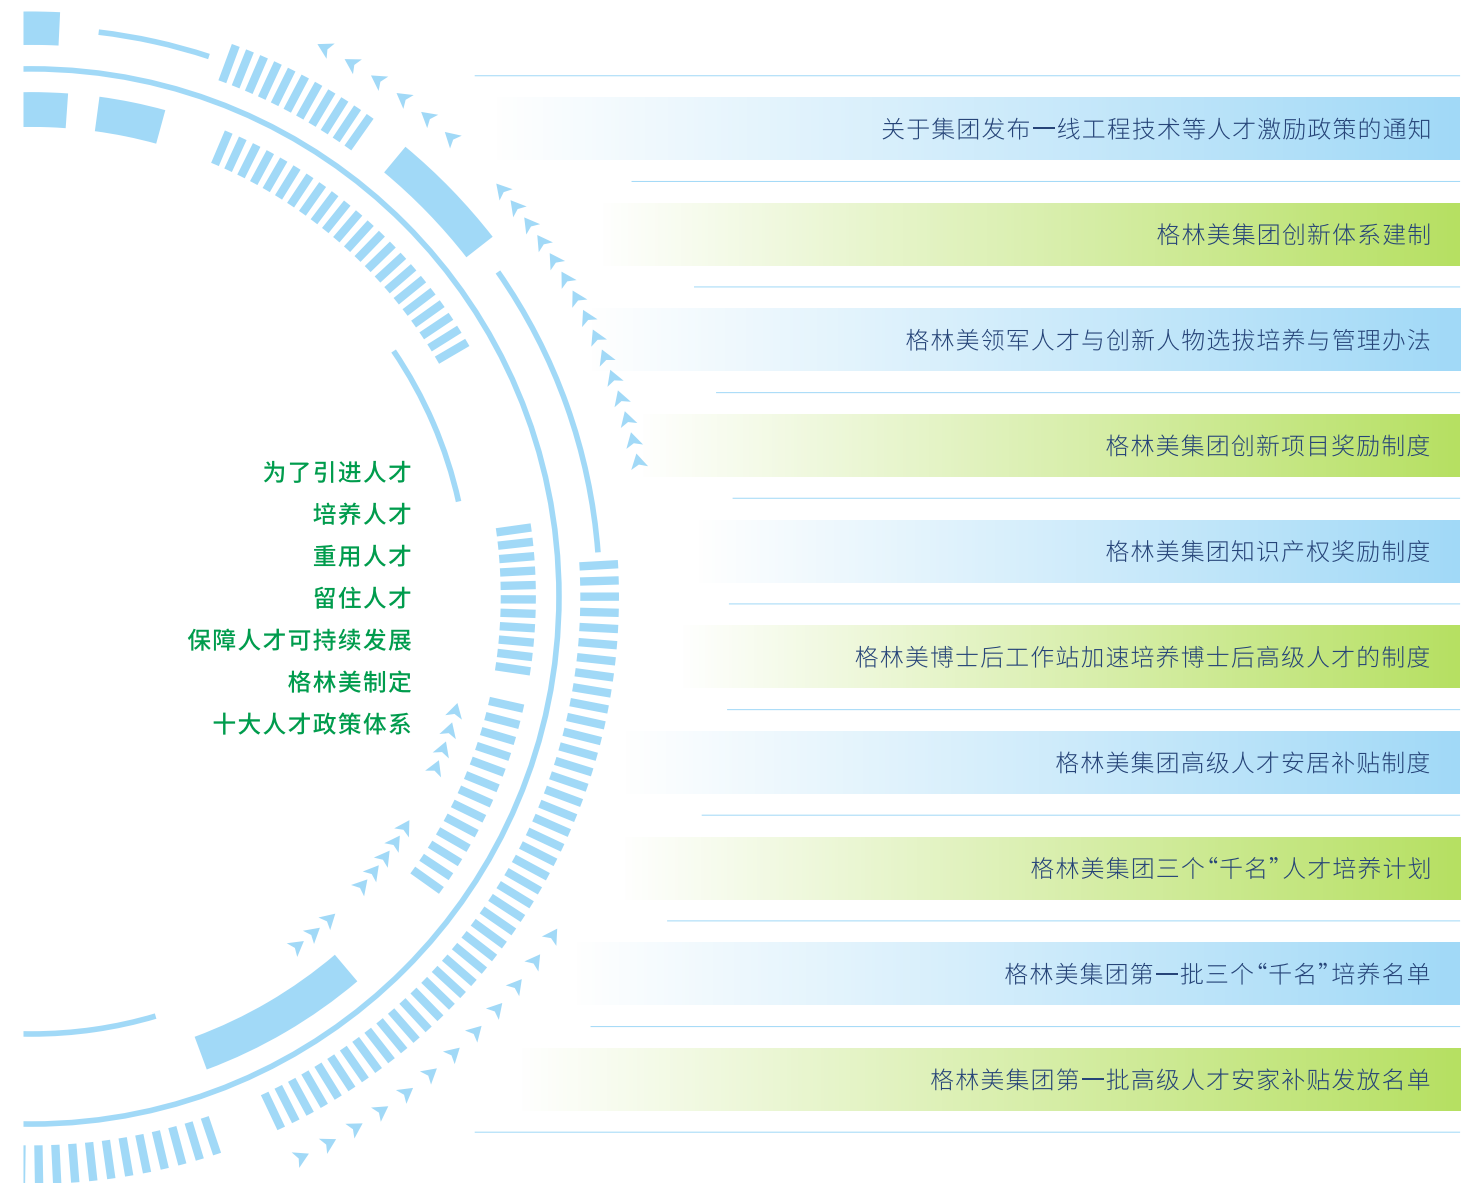 为了引进人才
培养人才
重用人才
留住人才
保障人才可持续发展
格林美制定
十大人才政策体系
关于集团发布一线工程技术等人才激励政策的通知
格林美集团创新体系建制
格林美领军人才与创新人物选拔培养与管理办法
格林美集团创新项目奖励制度
格林美集团知识产权奖励制度
格林美博士后工作站加速培养博士后高级人才的制度
格林美集团高级人才安居补贴制度
格林美集团三个“千名”人才培养计划
格林美集团第一批三个“千名”培养名单
格林美集团第一批高级人才安家补贴发放名单